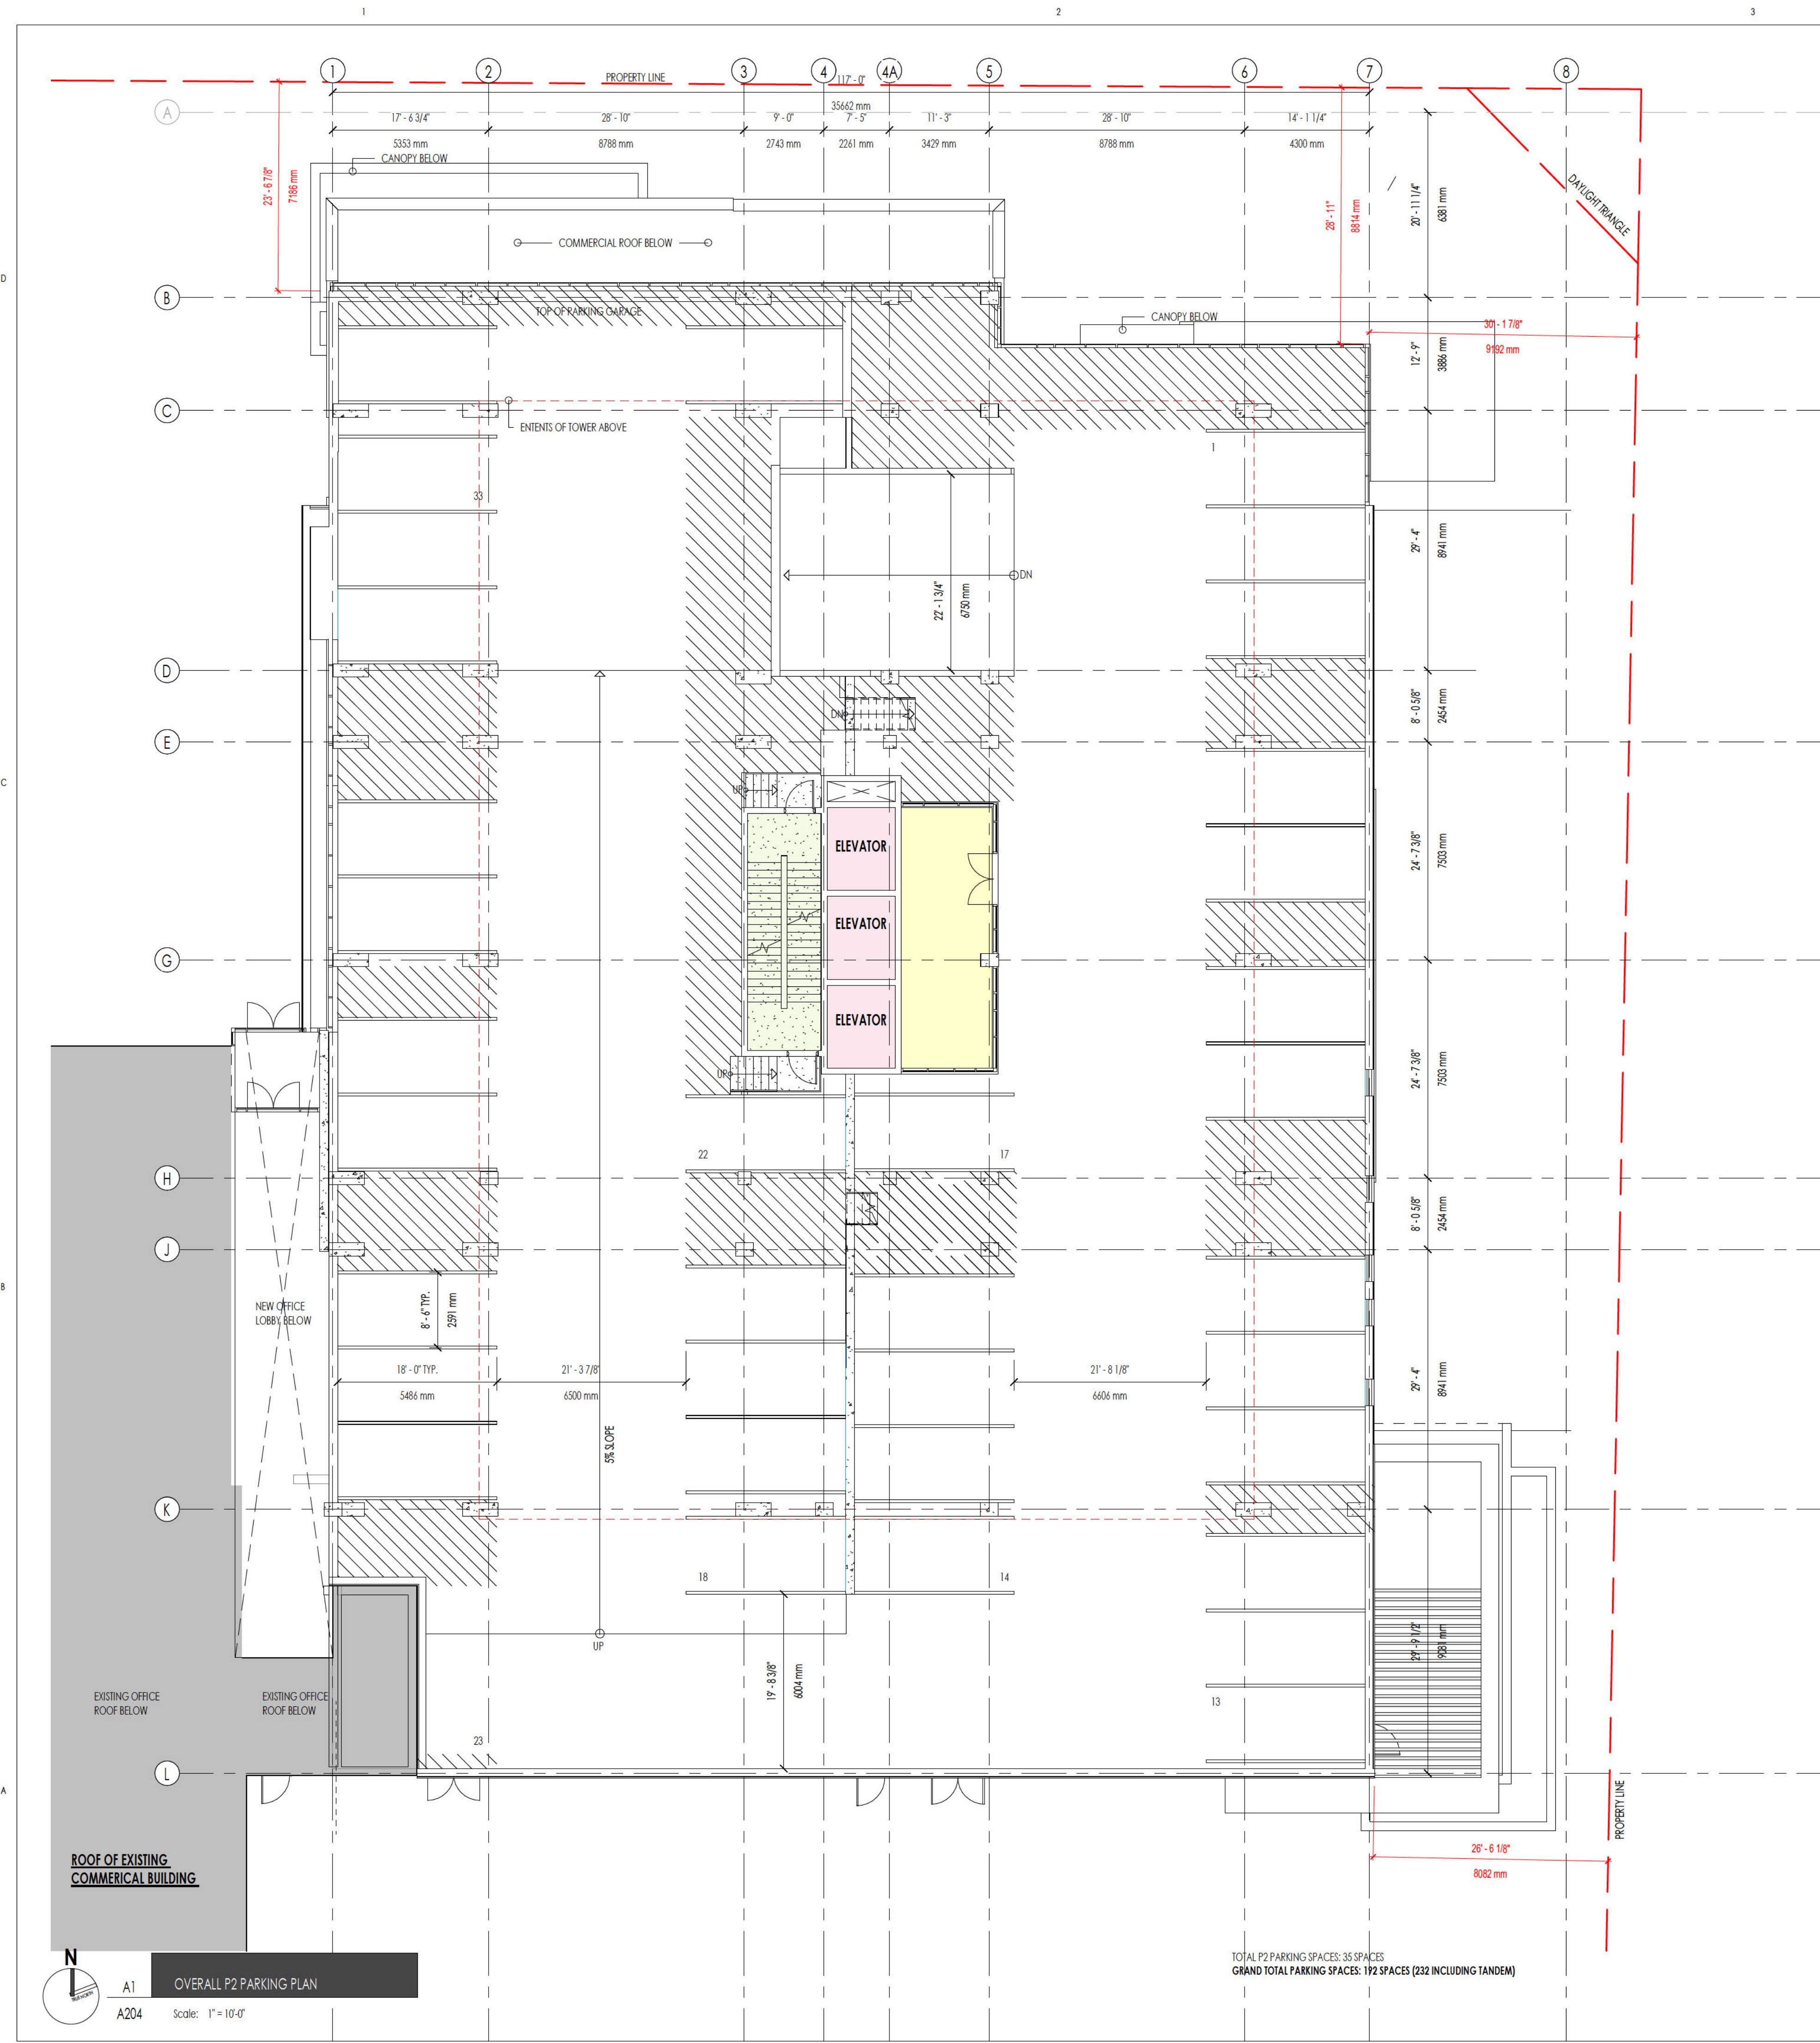 1 2 3
1 2 3 4 4A 5 6 7 8
PROPERTY LINE
117' - 0"
35662 mm
A
17' - 6 3/4" 28' - 10" 9' - 0" 7' - 5" 11' - 3" 28' - 10" 14' - 1 1/4"
5353 mm 8788 mm 2743 mm 2261 mm 3429 mm 8788 mm 4300 mm
CANOPY BELOW
23' - 6 7/8"
7186 mm
28' - 11"
8814 mm
20' - 11 1/4"
6381 mm
DAYLIGHT TRIANGLE
COMMERCIAL ROOF BELOW
D
B
TOP OF PARKING GARAGE
CANOPY BELOW
30' - 1 7/8"
9192 mm
12' - 9"
3886 mm
C
ENTENTS OF TOWER ABOVE
1
33
29' - 4"
8941 mm
DN
22' - 1 3/4"
6750 mm
D
8' - 0 5/8"
2454 mm
DN
E
C
UP
ELEVATOR
24' - 7 3/8"
7503 mm
ELEVATOR
G
ELEVATOR
UP
24' - 7 3/8"
7503 mm
22
17
H
8' - 0 5/8"
2454 mm
J
B
NEW OFFICE
LOBBY BELOW
8' - 6" TYP.
2591 mm
18' - 0" TYP. 21' - 3 7/8" 21' - 8 1/8"
5486 mm 6500 mm 6606 mm
29' - 4"
8941 mm
5% SLOPE
K
18
14
UP
29' - 9 1/2"
9081 mm
19' - 8 3/8"
6004 mm
EXISTING OFFICE
ROOF BELOW
EXISTING OFFICE
ROOF BELOW
13
23
L
A
PROPERTY LINE
26' - 6 1/8"
8082 mm
ROOF OF EXISTING
COMMERICAL BUILDING
N
TRUE NORTH
A1
OVERALL P2 PARKING PLAN
A204
Scale: 1" = 10'-0"
TOTAL P2 PARKING SPACES: 35 SPACES
GRAND TOTAL PARKING SPACES: 192 SPACES (232 INCLUDING TANDEM)